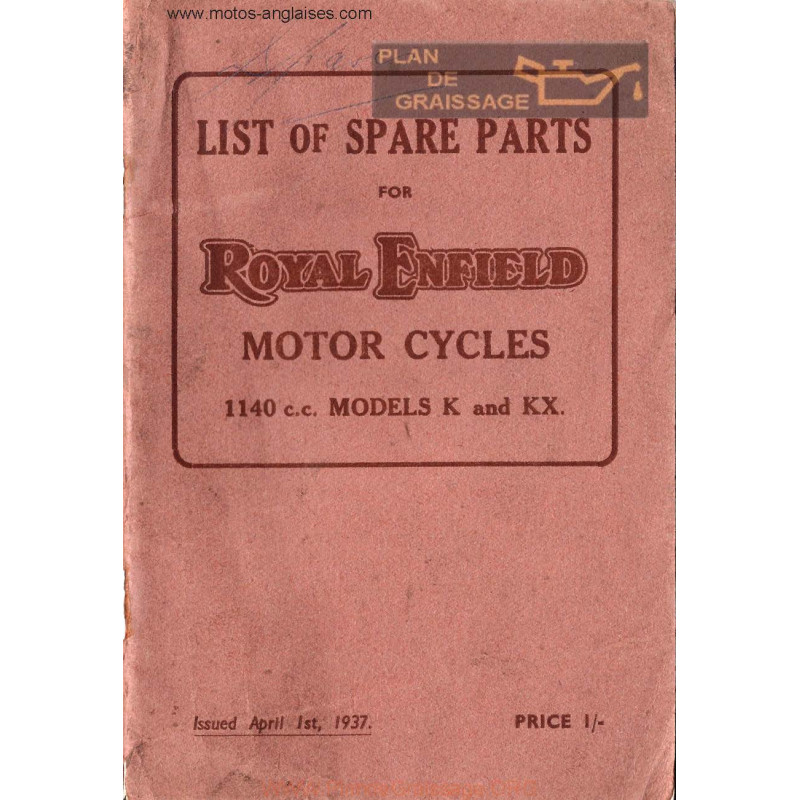 www.motos-anglaises.com
PLAN
DE
GRAISSAGE
LIST OF SPARE PARTS
FOR
ROYAL ENFIELD
MOTOR CYCLES
1140 c.c. MODELS K and KX.
Issued April 1st, 1937.
PRICE 1/-